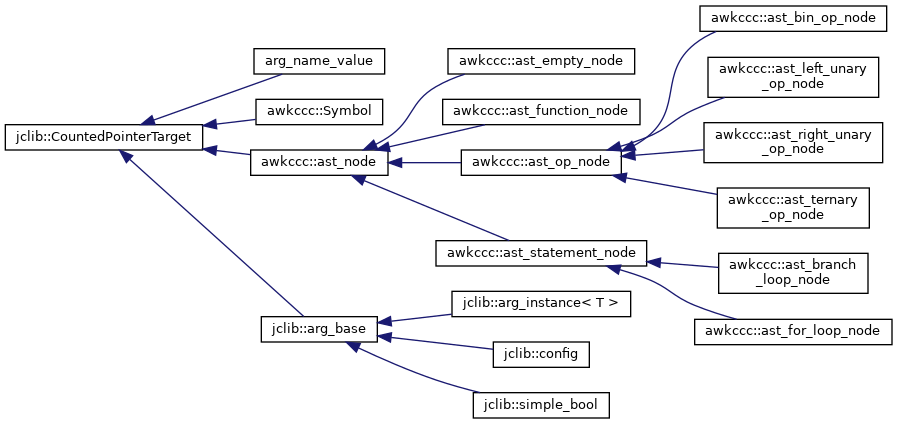 jclib::CountedPointerTarget
arg_name_value
awkccc::Symbol
awkccc::ast_node
jclib::arg_base
awkccc::ast_empty_node
awkccc::ast_function_node
awkccc::ast_op_node
awkccc::ast_statement_node
jclib::arg_instance< T >
jclib::config
jclib::simple_bool
awkccc::ast_bin_op_node
awkccc::ast_left_unary
_op_node
awkccc::ast_right_unary
_op_node
awkccc::ast_ternary
_op_node
awkccc::ast_branch
_loop_node
awkccc::ast_for_loop_node